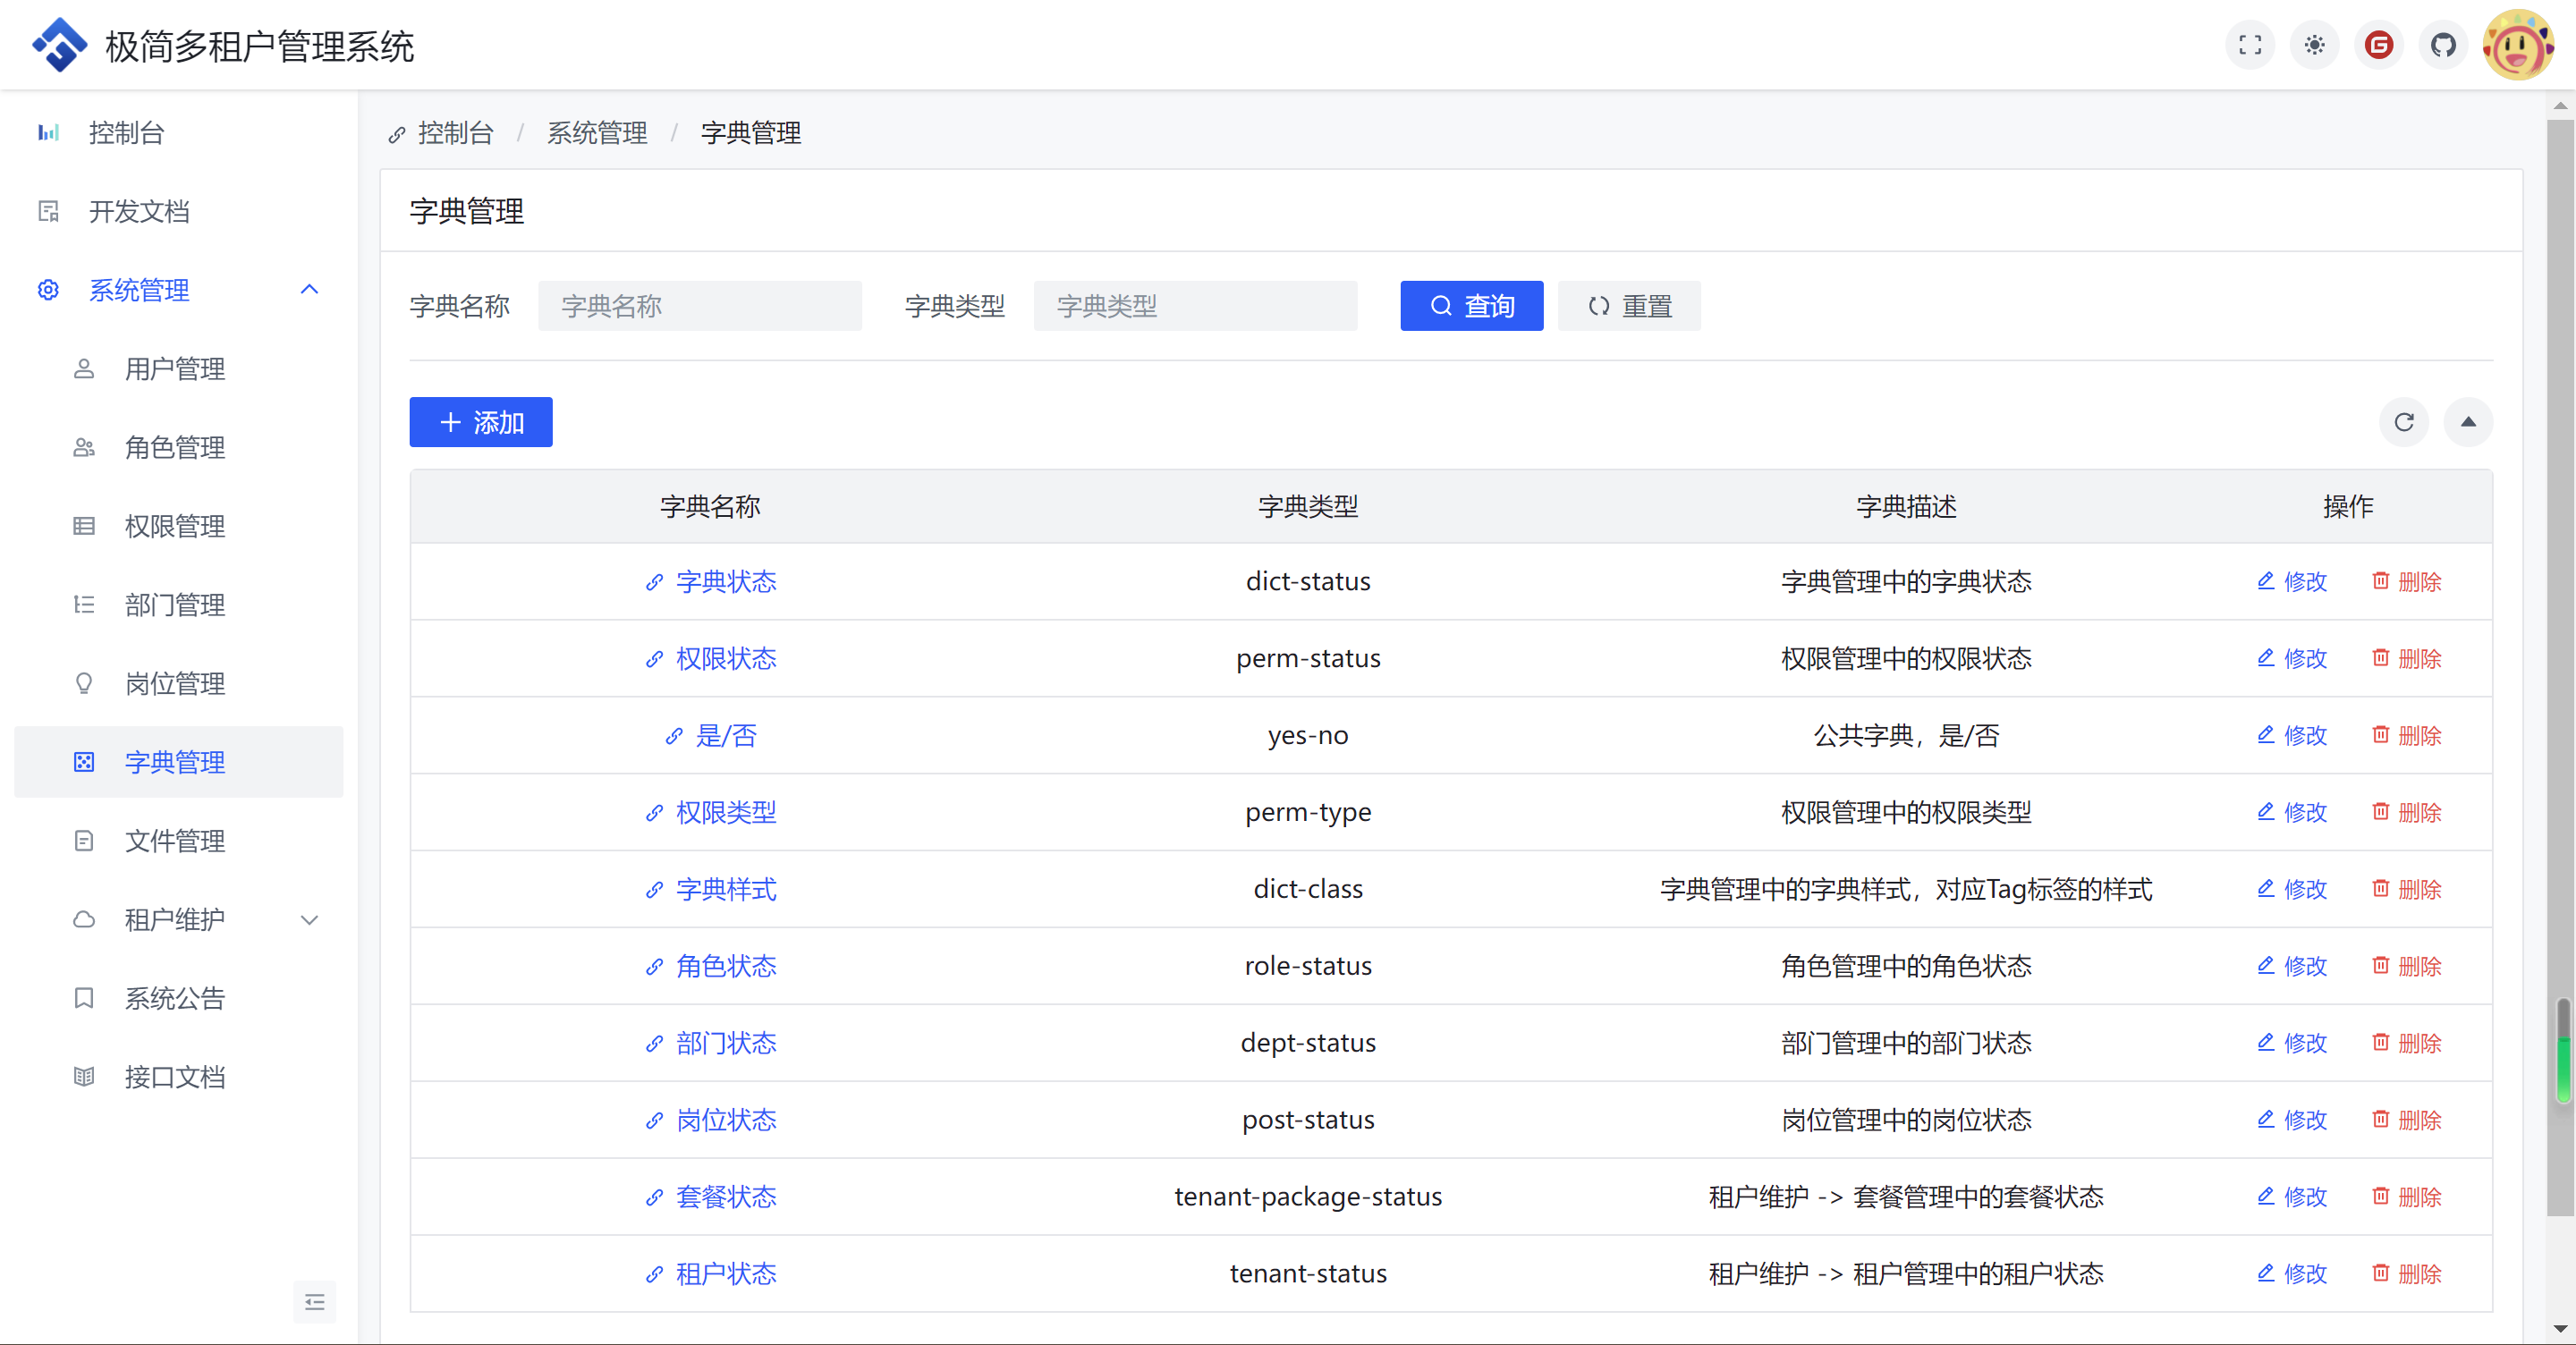 极简多租户管理系统
控制台
开发文档
系统管理
用户管理
角色管理
权限管理
部门管理
岗位管理
字典管理
文件管理
租户维护
系统公告
接口文档
控制台 / 系统管理 / 字典管理
字典管理
字典名称 字典名称 字典类型 字典类型 查询 重置
添加
字典名称 字典类型 字典描述 操作
字典状态 dict-status 字典管理中的字典状态 修改 删除
权限状态 perm-status 权限管理中的权限状态 修改 删除
是/否 yes-no 公共字典，是/否 修改 删除
权限类型 perm-type 权限管理中的权限类型 修改 删除
字典样式 dict-class 字典管理中的字典样式，对应Tag标签的样式 修改 删除
角色状态 role-status 角色管理中的角色状态 修改 删除
部门状态 dept-status 部门管理中的部门状态 修改 删除
岗位状态 post-status 岗位管理中的岗位状态 修改 删除
套餐状态 tenant-package-status 租户维护 -> 套餐管理中的套餐状态 修改 删除
租户状态 tenant-status 租户维护 -> 租户管理中的租户状态 修改 删除